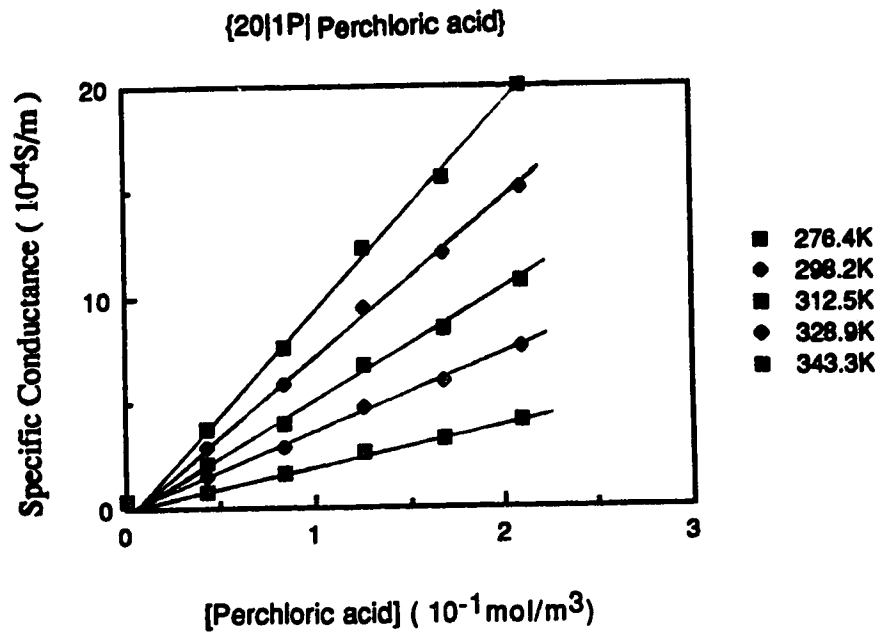 {20|1P| Perchloric acid}
Specific Conductance ( 10-4S/m )
20
10
0
0
1
2
3
[Perchloric acid] ( 10-1mol/m3)
276.4K
298.2K
312.5K
328.9K
343.3K